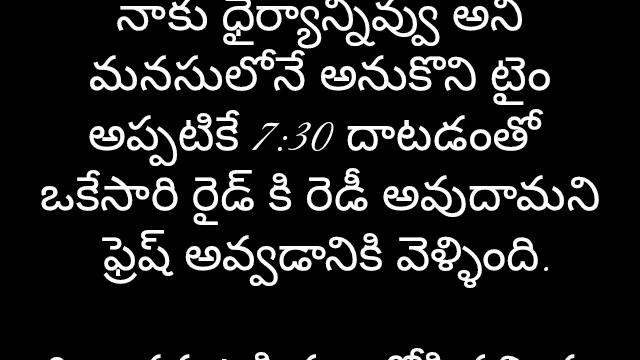 నాకు ధైర్యాన్నివ్వు అని
మనసులోనే అనుకొని టైం
అప్పటికే 7:30 దాటడంతో
ఒకేసారి రైడ్ కి రెడీ అవుదామని
ఫ్రెష్ అవ్వడానికి వెళ్ళింది.